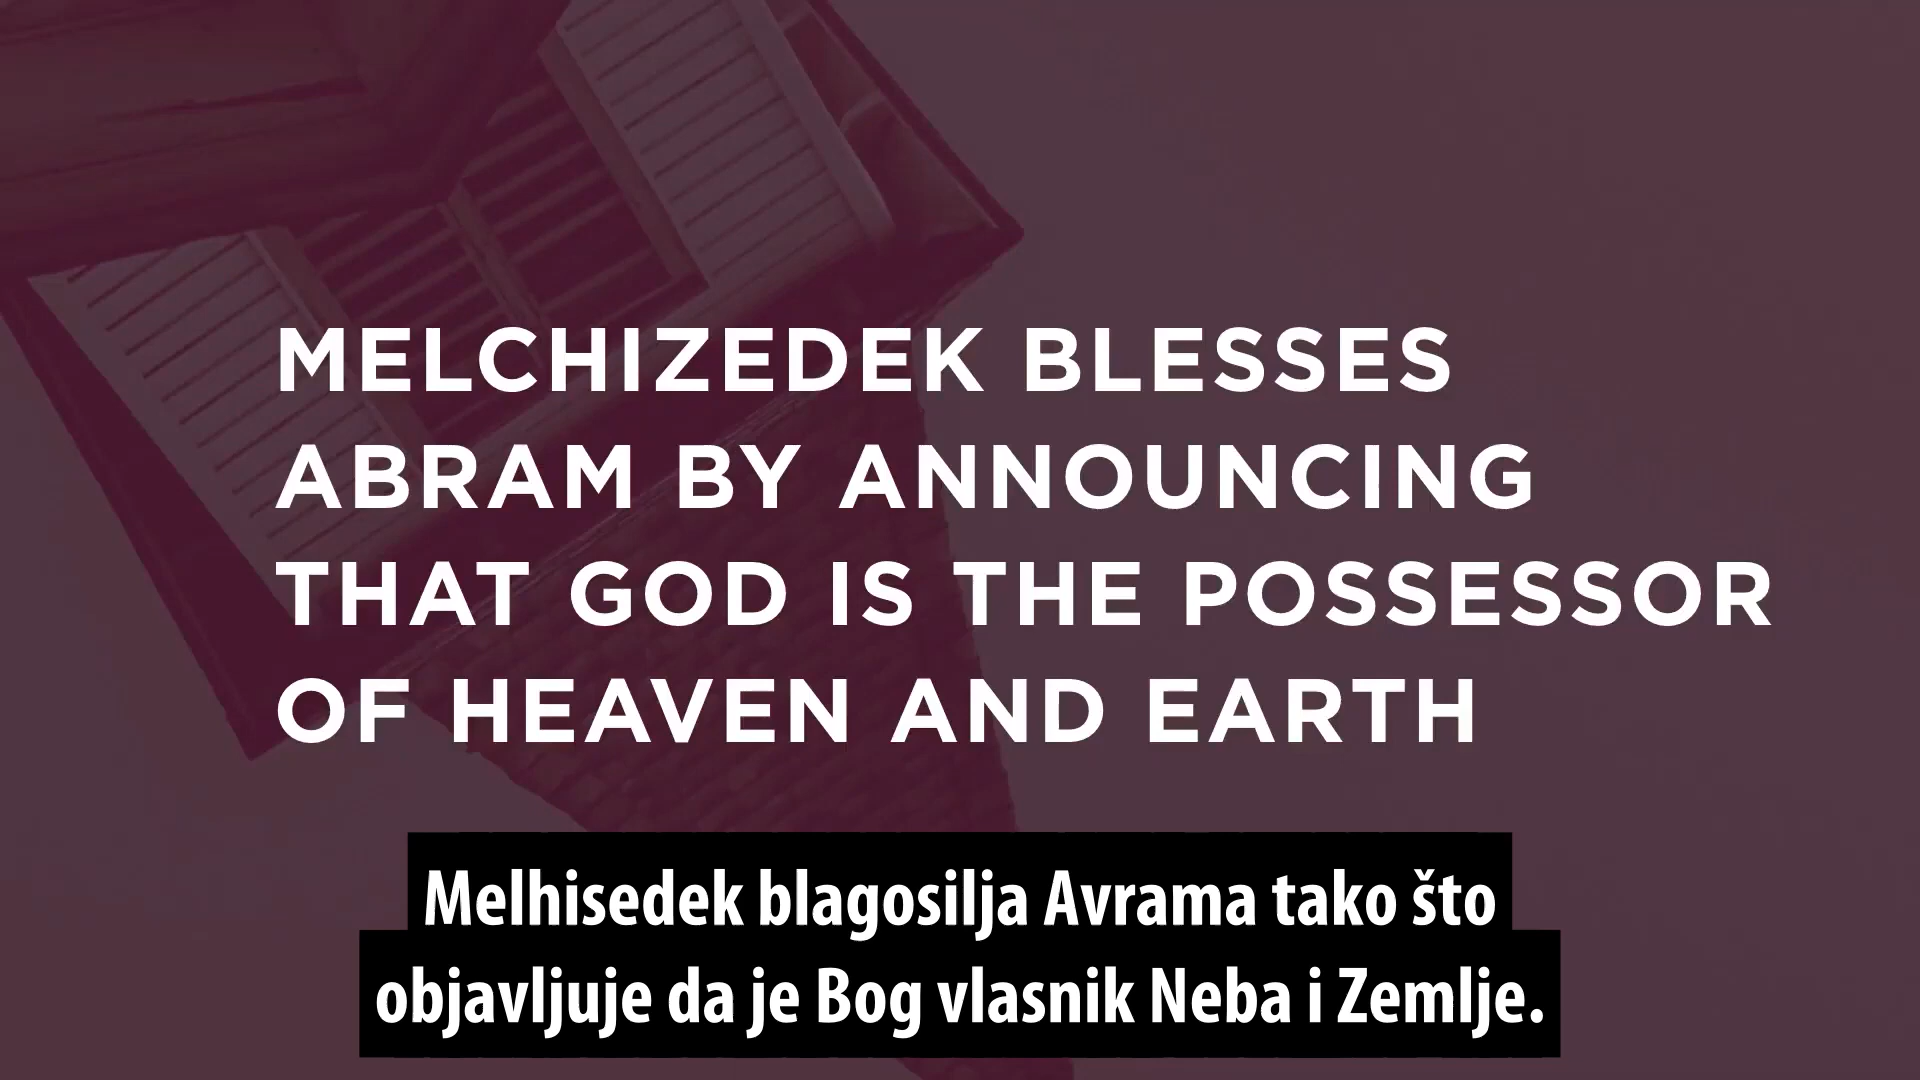 MELCHIZEDEK BLESSES
ABRAM BY ANNOUNCING
THAT GOD IS THE POSSESSOR
OF HEAVEN AND EARTH
Melhisedek blagosilja Avrama tako što
objavljuje da je Bog vlasnik Neba i Zemlje.